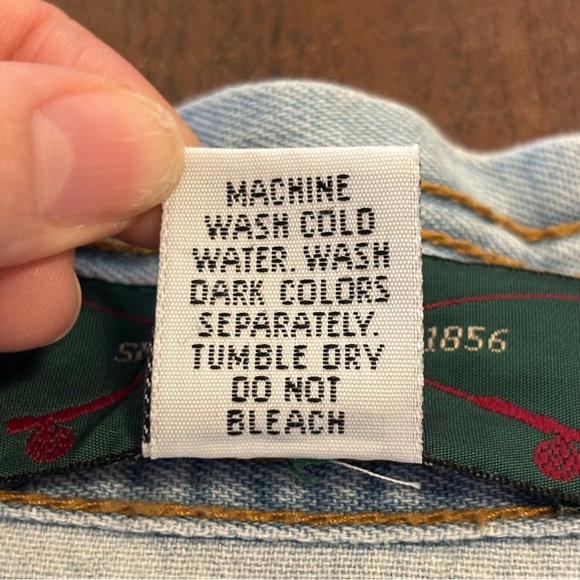 MACHINE
WASH COLD
WATER. WASH
DARK COLORS
SEPARATELY.
TUMBLE DRY
DO NOT
BLEACH
1856